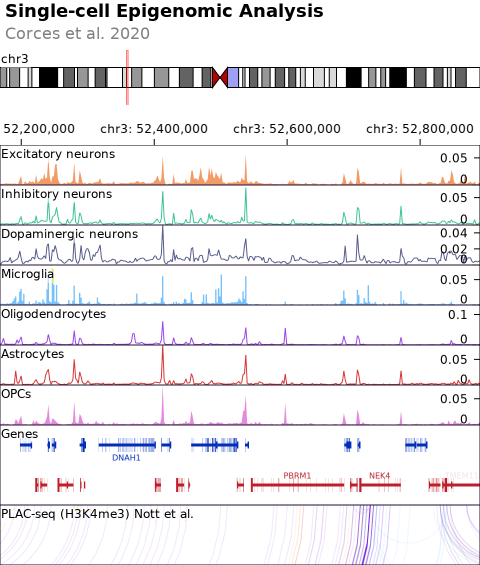 Single-cell Epigenomic Analysis
Corces et al. 2020
chr3
52,200,000 chr3: 52,400,000 chr3: 52,600,000 chr3: 52,800,000
Excitatory neurons 0.05
0
Inhibitory neurons 0.05
0
Dopaminergic neurons 0.04
0.02
0
Microglia 0.05
0
Oligodendrocytes 0.1
0
Astrocytes 0.05
0
OPCs 0.05
0
Genes
DNAH1
PBRM1 NEK4 TMEM110
PLAC-seq (H3K4me3) Nott et al.